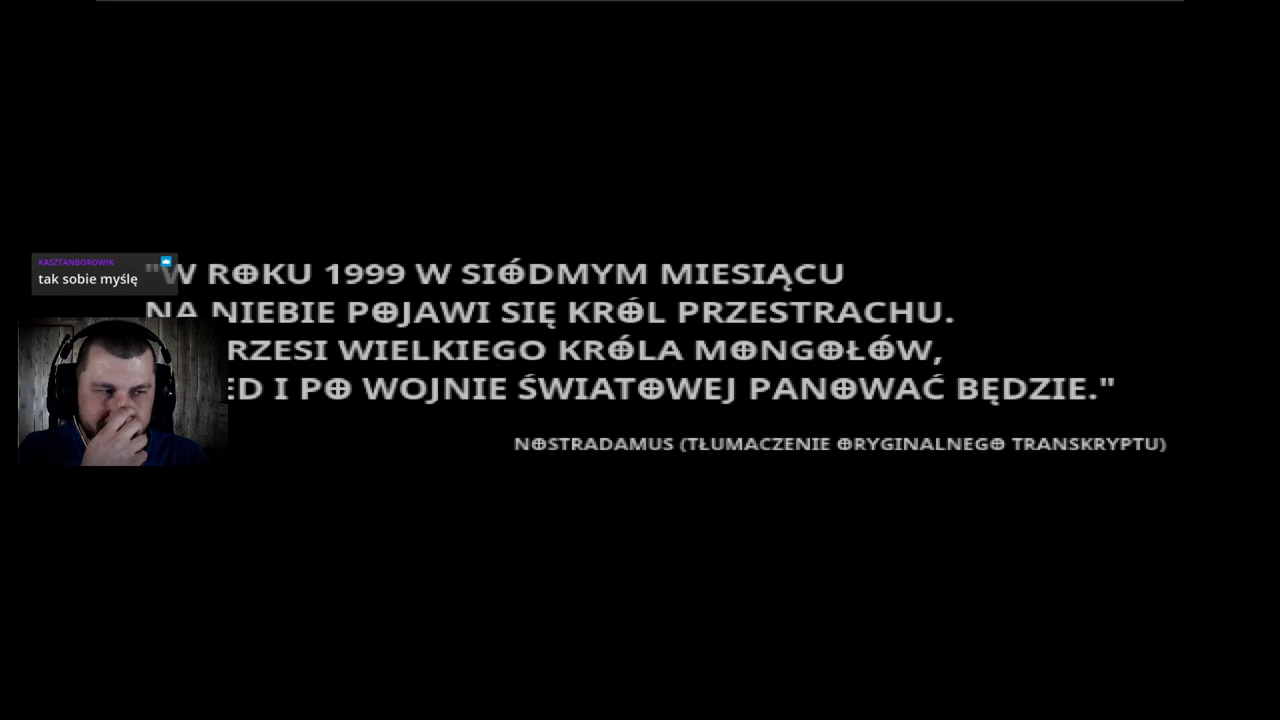 KASZTANBOROWIK
tak sobie myślę
"W ROKU 1999 W SIÓDMYM MIESIĄCU
NA NIEBIE POJAWI SIĘ KRÓL PRZESTRACHU.
WIELKIEGO KRÓLA MONGOŁÓW,
I PO WOJNIE ŚWIATOWEJ PANOWAĆ BĘDZIE."
NOSTRADAMUS (TŁUMACZENIE ORYGINALNEGO TRANSKRYPTU)